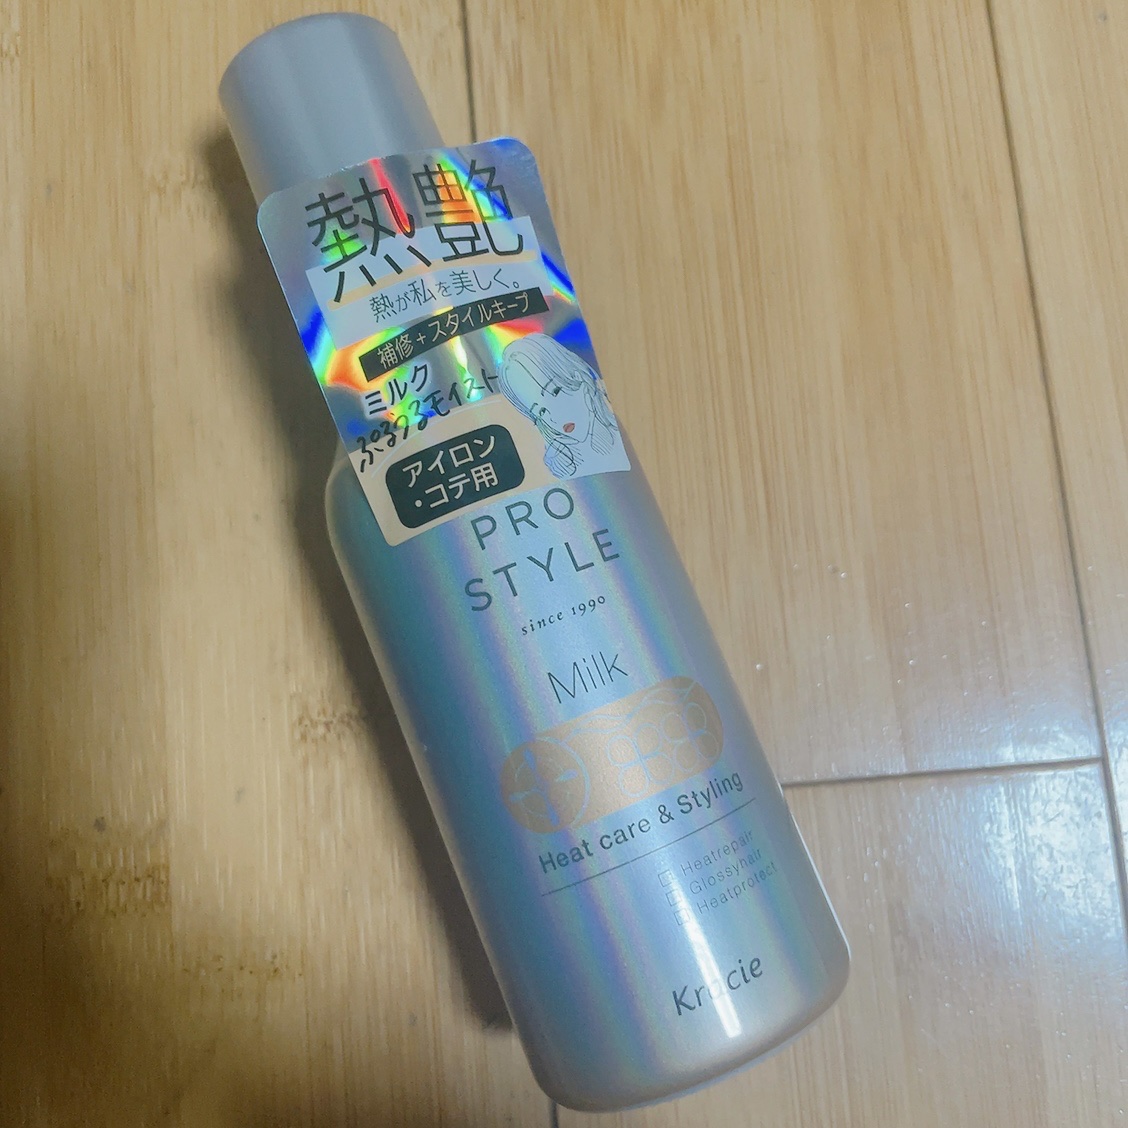 熱艶
熱が私を美しく。
補修+スタイルキープ
ミルク
ぷるうるモイスト
アイロン
・コテ用
PRO
STYLE
since 1990
Milk
Heat care & Styling
Heatrepair
Glossyhair
Heatprotect
Kracie